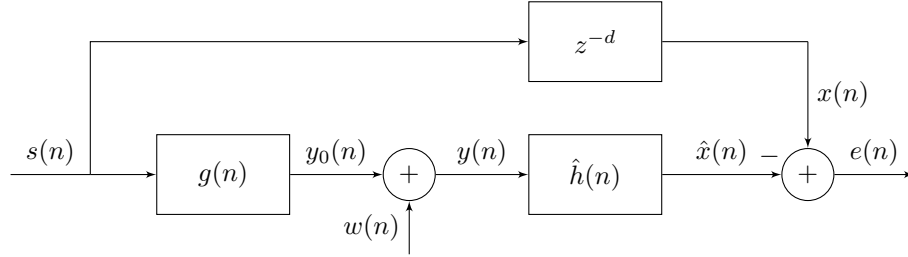 z^{-d}
x(n)
s(n)
g(n)
y_0(n)
+
y(n)
ĥ(n)
x̂(n)
−
+
e(n)
w(n)